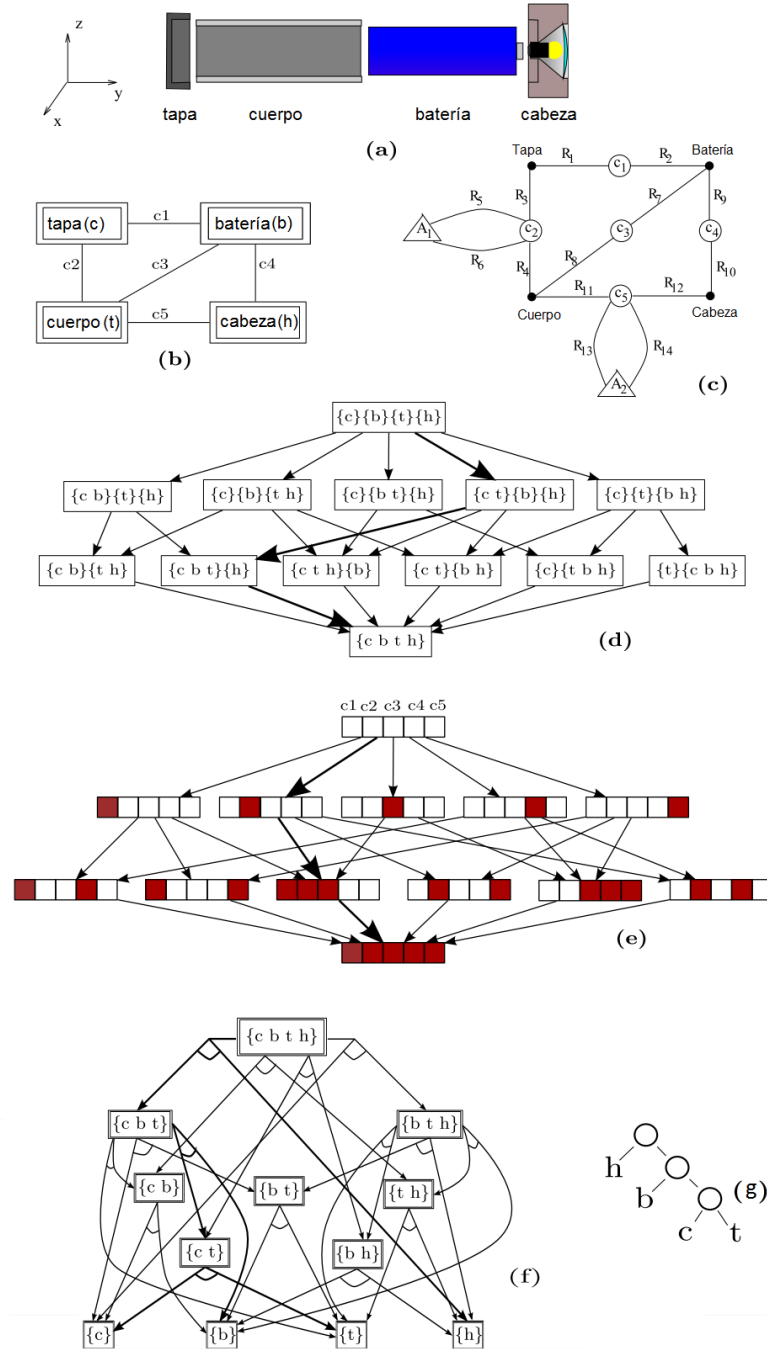 z
y
x
tapa
cuerpo
batería
cabeza
(a)
tapa(c)
c1
batería(b)
c2
c3
c4
cuerpo(t)
c5
cabeza(h)
(b)
Tapa
R1
c1
R2
Batería
R5
R3
R7
R9
A1
c2
c3
c4
R6
R4
R8
R10
R11
c5
R12
Cuerpo
Cabeza
R13
R14
A2
(c)
{c}{b}{t}{h}
{c b}{t}{h}
{c}{b}{t h}
{c}{b t}{h}
{c t}{b}{h}
{c}{t}{b h}
{c b}{t h}
{c b t}{h}
{c t h}{b}
{c t}{b h}
{c}{t b h}
{t}{c b h}
{c b t h}
(d)
c1 c2 c3 c4 c5
(e)
{c b t h}
{c b t}
{b t h}
{c b}
{b t}
{t h}
{c t}
{b h}
{c}
{b}
{t}
{h}
(f)
h
b
c
t
(g)